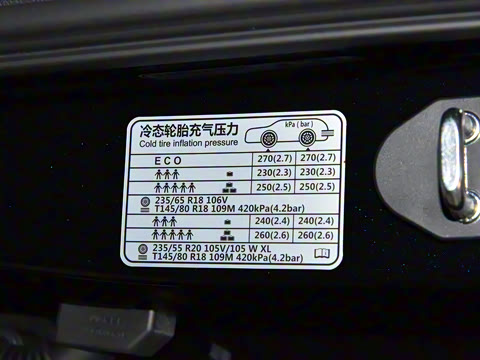 冷态轮胎充气压力
Cold tire inflation pressure
kPa ( bar )
ECO 270(2.7) 270(2.7)
230(2.3) 230(2.3)
250(2.5) 250(2.5)
235/65 R18 106V
T145/80 R18 109M 420kPa(4.2bar)
240(2.4) 240(2.4)
260(2.6) 260(2.6)
235/55 R20 105V/105 W XL
T145/80 R18 109M 420kPa(4.2bar)